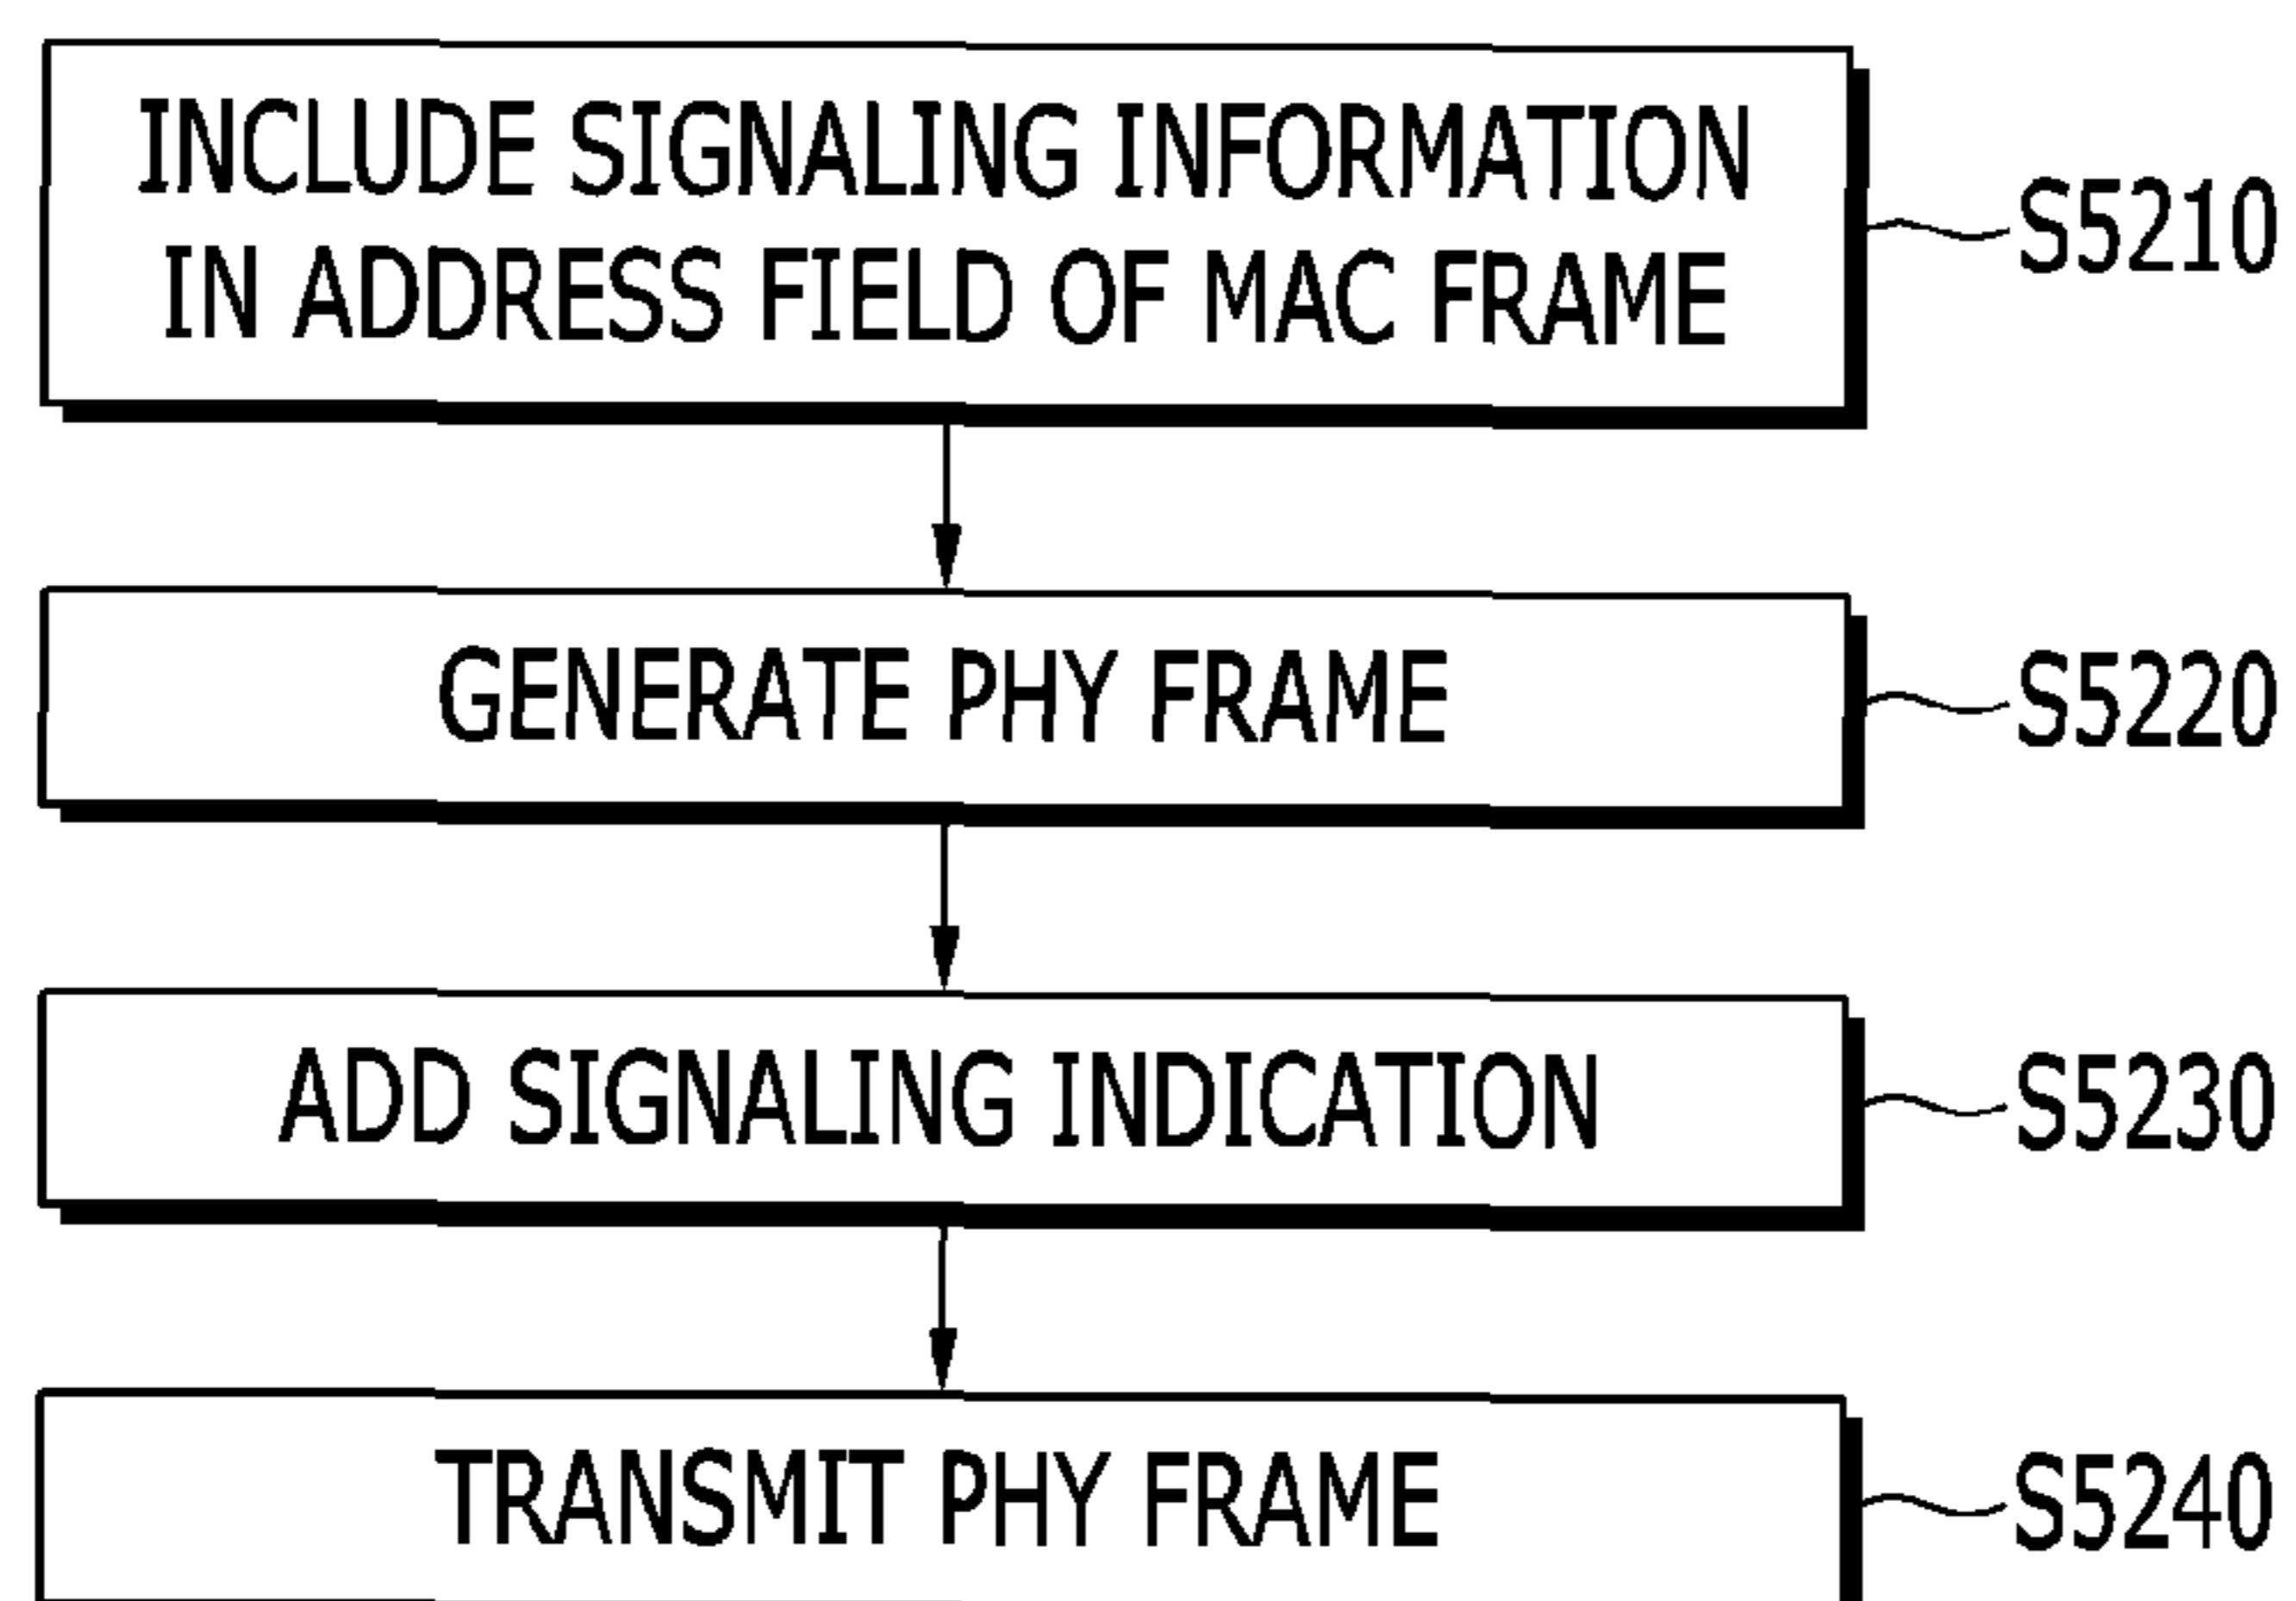 INCLUDE SIGNALING INFORMATION
IN ADDRESS FIELD OF MAC FRAME
S5210
GENERATE PHY FRAME
S5220
ADD SIGNALING INDICATION
S5230
TRANSMIT PHY FRAME
S5240